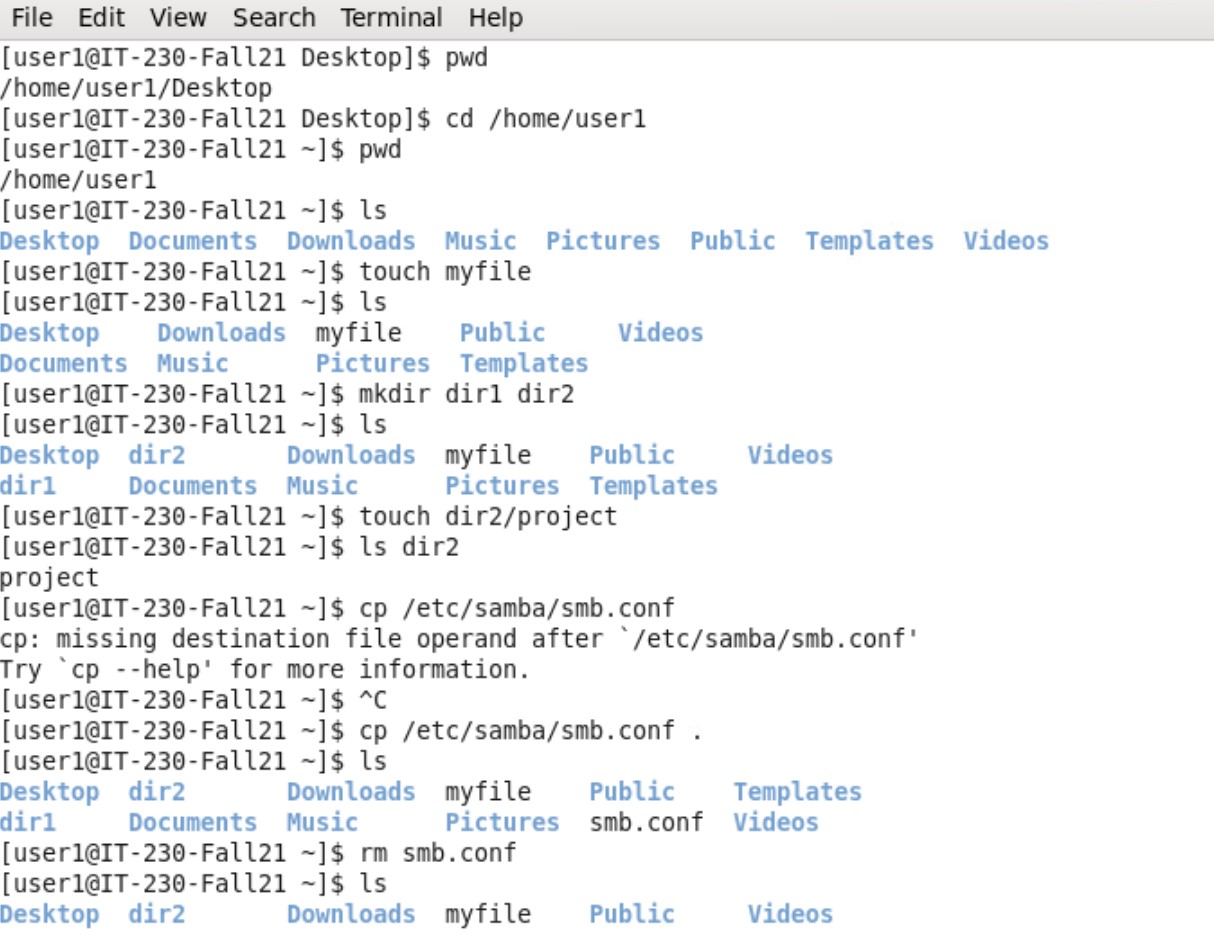 File Edit View Search Terminal Help
[user1@IT-230-Fall21 Desktop]$ pwd
/home/user1/Desktop
[user1@IT-230-Fall21 Desktop]$ cd /home/user1
[user1@IT-230-Fall21 ~]$ pwd
/home/user1
[user1@IT-230-Fall21 ~]$ ls
Desktop  Documents  Downloads  Music  Pictures  Public  Templates  Videos
[user1@IT-230-Fall21 ~]$ touch myfile
[user1@IT-230-Fall21 ~]$ ls
Desktop    Downloads  myfile    Public     Videos
Documents  Music      Pictures  Templates
[user1@IT-230-Fall21 ~]$ mkdir dir1 dir2
[user1@IT-230-Fall21 ~]$ ls
Desktop  dir2       Downloads  myfile    Public     Videos
dir1     Documents  Music      Pictures  Templates
[user1@IT-230-Fall21 ~]$ touch dir2/project
[user1@IT-230-Fall21 ~]$ ls dir2
project
[user1@IT-230-Fall21 ~]$ cp /etc/samba/smb.conf
cp: missing destination file operand after `/etc/samba/smb.conf'
Try `cp --help' for more information.
[user1@IT-230-Fall21 ~]$ ^C
[user1@IT-230-Fall21 ~]$ cp /etc/samba/smb.conf .
[user1@IT-230-Fall21 ~]$ ls
Desktop  dir2       Downloads  myfile    Public    Templates
dir1     Documents  Music      Pictures  smb.conf  Videos
[user1@IT-230-Fall21 ~]$ rm smb.conf
[user1@IT-230-Fall21 ~]$ ls
Desktop  dir2       Downloads  myfile    Public     Videos